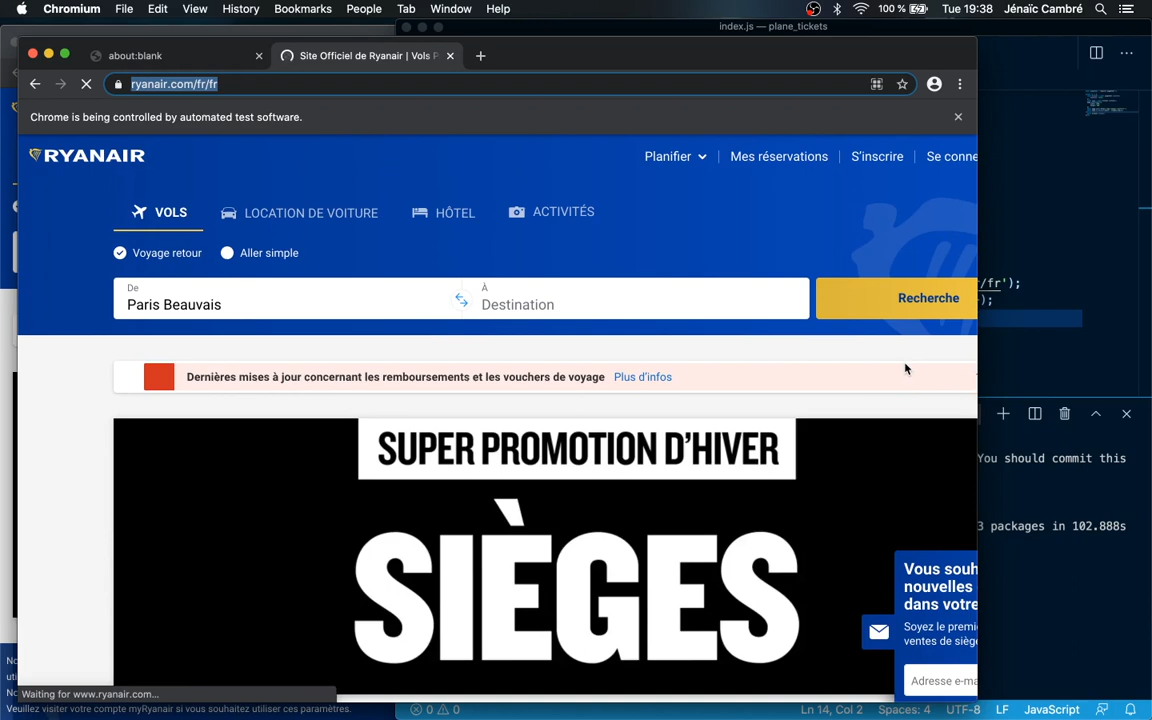 Chromium File Edit View History Bookmarks People Tab Window Help 100 % Tue 19:38 Jénaïc Cambré
index.js — plane_tickets
about:blank Site Officiel de Ryanair | Vols P
ryanair.com/fr/fr
Chrome is being controlled by automated test software.
RYANAIR Planifier Mes réservations S'inscrire Se conne
VOLS LOCATION DE VOITURE HÔTEL ACTIVITÉS
Voyage retour Aller simple
De À
Paris Beauvais Destination
Recherche
/fr');
);
Dernières mises à jour concernant les remboursements et les vouchers de voyage Plus d'infos
SUPER PROMOTION D'HIVER
SIÈGES
You should commit this
3 packages in 102.888s
Vous souh
nouvelles
dans votre
Soyez le premi
ventes de siège
Adresse e-ma
Waiting for www.ryanair.com...
Veuillez visiter votre compte myRyanair si vous souhaitez utiliser ces paramètres.
0 0 Ln 14, Col 2 Spaces: 4 UTF-8 LF JavaScript